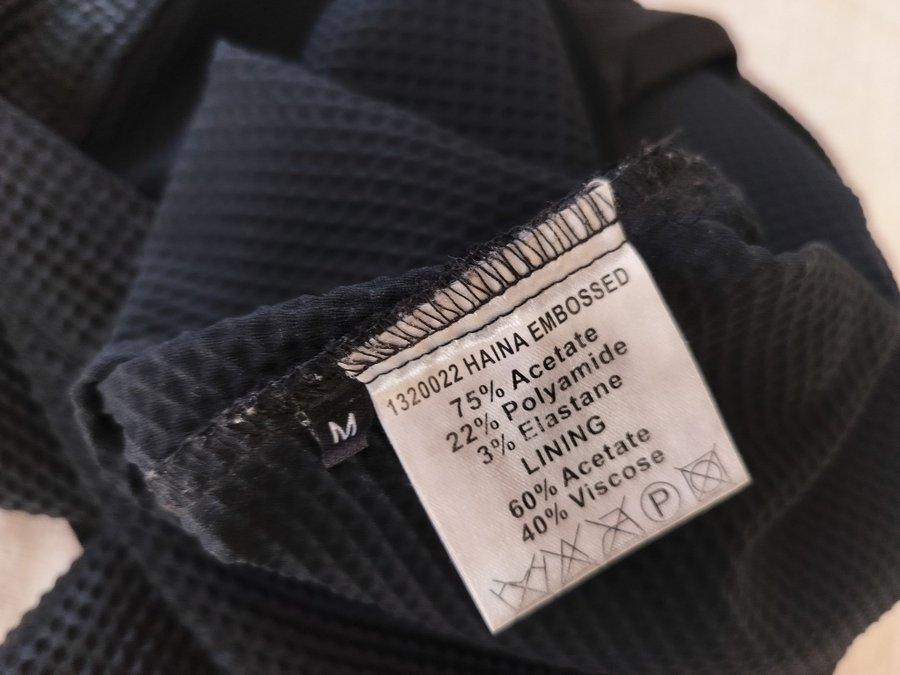 1320022 HAINA EMBOSSED
75% Acetate
22% Polyamide
3% Elastane
LINING
60% Acetate
40% Viscose
P
M